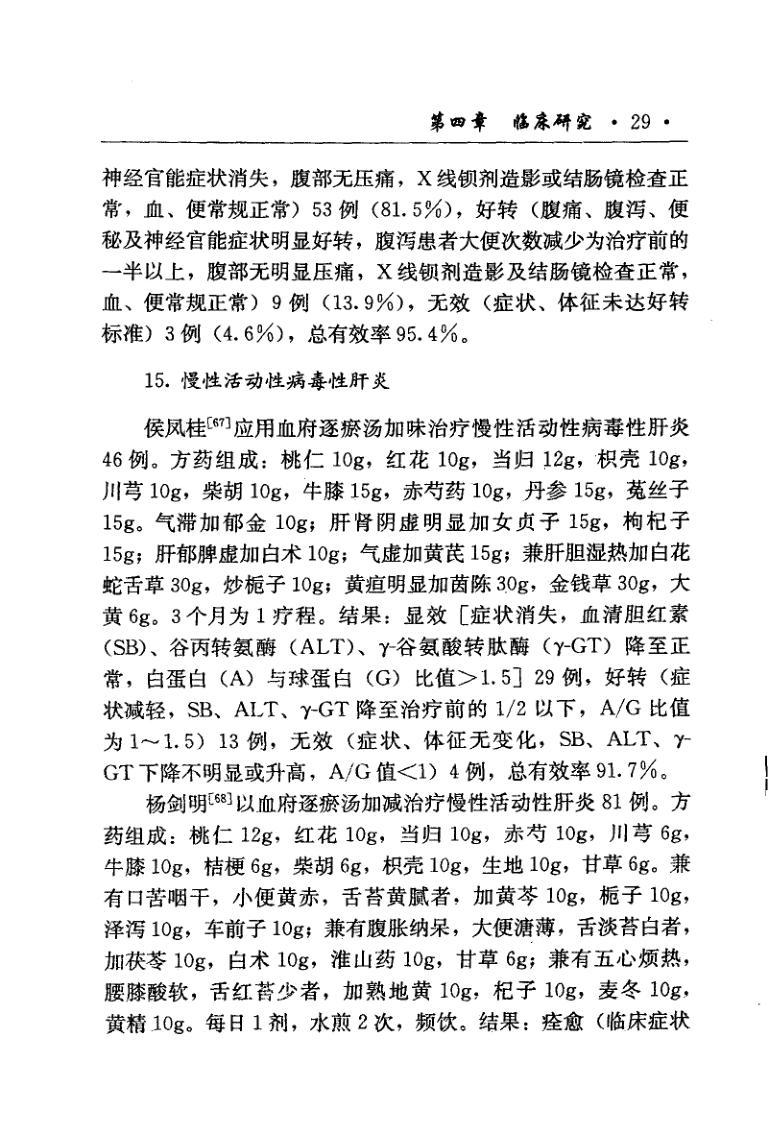 第四章 临床研究 · 29 ·
神经官能症状消失，腹部无压痛，X线钡剂造影或结肠镜检查正
常，血、便常规正常）53例（81.5%），好转（腹痛、腹泻、便
秘及神经官能症状明显好转，腹泻患者大便次数减少为治疗前的
一半以上，腹部无明显压痛，X线钡剂造影及结肠镜检查正常，
血、便常规正常）9例（13.9%），无效（症状、体征未达好转
标准）3例（4.6%），总有效率95.4%。
15. 慢性活动性病毒性肝炎
侯凤桂[67]应用血府逐瘀汤加味治疗慢性活动性病毒性肝炎
46例。方药组成：桃仁10g，红花10g，当归12g，枳壳10g，
川芎10g，柴胡10g，牛膝15g，赤芍药10g，丹参15g，菟丝子
15g。气滞加郁金10g；肝肾阴虚明显加女贞子15g，枸杞子
15g；肝郁脾虚加白术10g；气虚加黄芪15g；兼肝胆湿热加白花
蛇舌草30g，炒栀子10g；黄疸明显加茵陈30g，金钱草30g，大
黄6g。3个月为1疗程。结果：显效［症状消失，血清胆红素
（SB）、谷丙转氨酶（ALT）、γ-谷氨酸转肽酶（γ-GT）降至正
常，白蛋白（A）与球蛋白（G）比值＞1.5］29例，好转（症
状减轻，SB、ALT、γ-GT降至治疗前的1/2以下，A/G比值
为1～1.5）13例，无效（症状、体征无变化，SB、ALT、γ-
GT下降不明显或升高，A/G值＜1）4例，总有效率91.7%。
杨剑明[68]以血府逐瘀汤加减治疗慢性活动性肝炎81例。方
药组成：桃仁12g，红花10g，当归10g，赤芍10g，川芎6g，
牛膝10g，桔梗6g，柴胡6g，枳壳10g，生地10g，甘草6g。兼
有口苦咽干，小便黄赤，舌苔黄腻者，加黄芩10g，栀子10g，
泽泻10g，车前子10g；兼有腹胀纳呆，大便溏薄，舌淡苔白者，
加茯苓10g，白术10g，淮山药10g，甘草6g；兼有五心烦热，
腰膝酸软，舌红苔少者，加熟地黄10g，杞子10g，麦冬10g，
黄精10g。每日1剂，水煎2次，频饮。结果：痊愈（临床症状